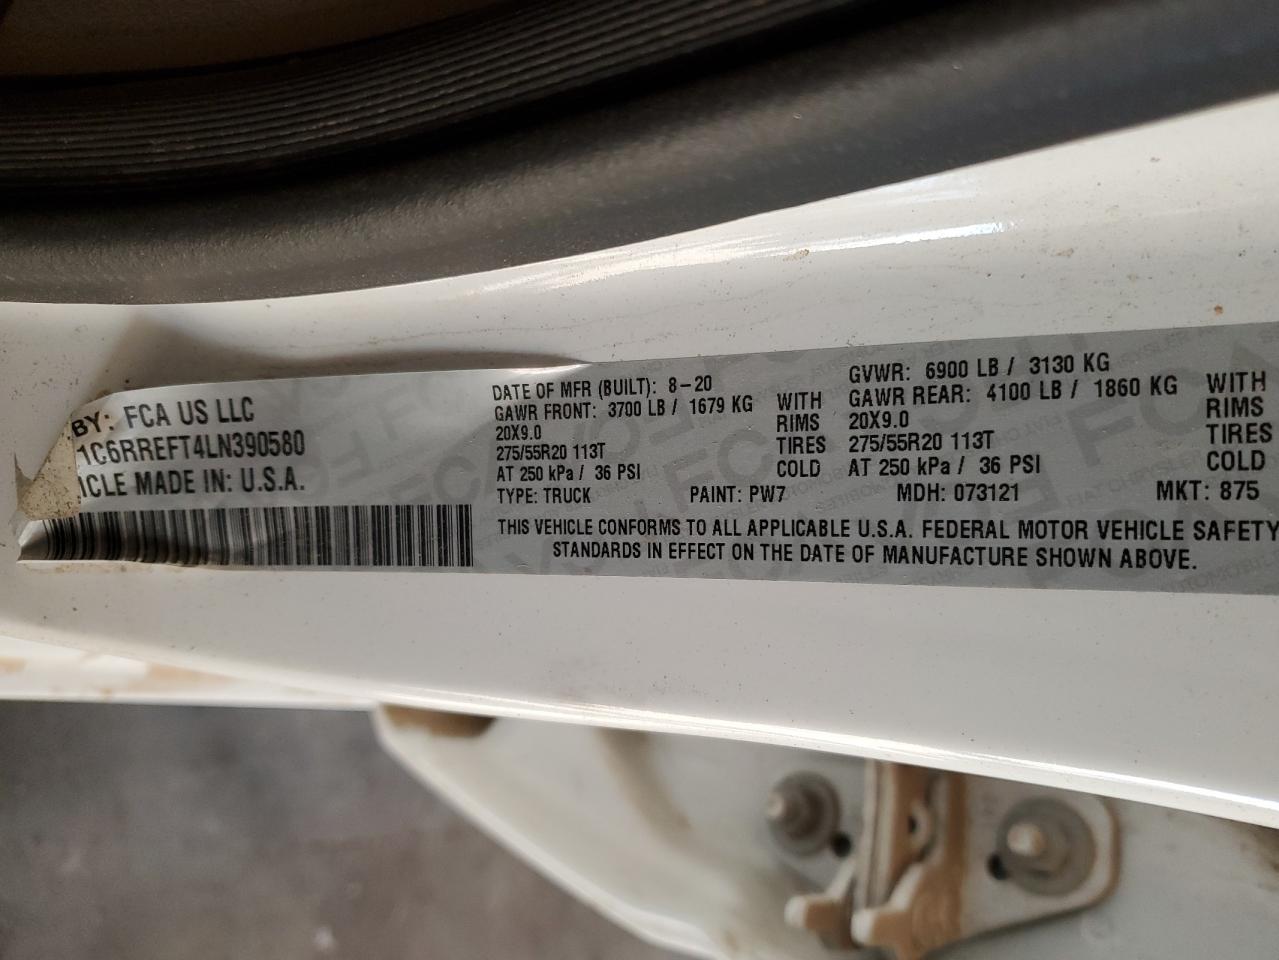 BY: FCA US LLC
1C6RREFT4LN390580
ICLE MADE IN: U.S.A.
DATE OF MFR (BUILT): 8-20
GAWR FRONT: 3700 LB / 1679 KG WITH
20X9.0 RIMS
275/55R20 113T TIRES
AT 250 kPa / 36 PSI COLD
GVWR: 6900 LB / 3130 KG
GAWR REAR: 4100 LB / 1860 KG WITH
20X9.0 RIMS
275/55R20 113T TIRES
AT 250 kPa / 36 PSI COLD
TYPE: TRUCK PAINT: PW7 MDH: 073121 MKT: 875
THIS VEHICLE CONFORMS TO ALL APPLICABLE U.S.A. FEDERAL MOTOR VEHICLE SAFETY
STANDARDS IN EFFECT ON THE DATE OF MANUFACTURE SHOWN ABOVE.